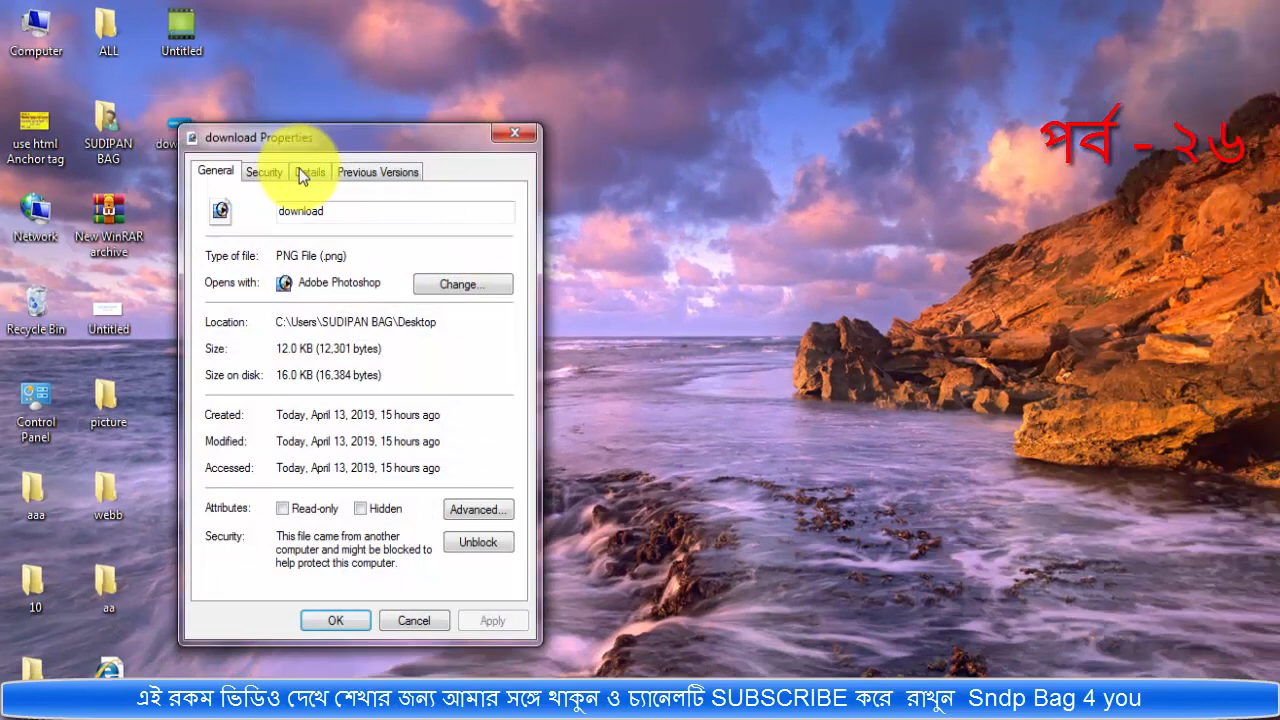 Computer
ALL
Untitled
use html
Anchor tag
SUDIPAN
BAG
Network
New WinRAR
archive
Recycle Bin
Untitled
Control
Panel
picture
aaa
webb
10
aa
download Properties
General
Security
Details
Previous Versions
download
Type of file: PNG File (.png)
Opens with: Adobe Photoshop
Change...
Location: C:\Users\SUDIPAN BAG\Desktop
Size: 12.0 KB (12,301 bytes)
Size on disk: 16.0 KB (16,384 bytes)
Created: Today, April 13, 2019, 15 hours ago
Modified: Today, April 13, 2019, 15 hours ago
Accessed: Today, April 13, 2019, 15 hours ago
Attributes: Read-only Hidden
Advanced...
Security: This file came from another
computer and might be blocked to
help protect this computer.
Unblock
OK
Cancel
Apply
পর্ব - ২৬
এই রকম ভিডিও দেখে শেখার জন্য আমার সঙ্গে থাকুন ও চ্যানেলটি SUBSCRIBE করে রাখুন Sndp Bag 4 you